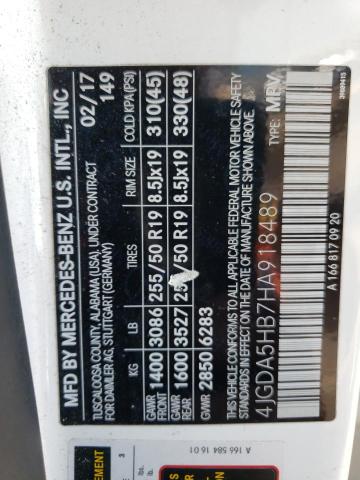 MFD BY MERCEDES-BENZ U.S. INTL., INC.
TUSCALOOSA COUNTY, ALABAMA (USA), UNDER CONTRACT 02/17
FOR DAIMLER AG, STUTTGART (GERMANY) 149
KG LB TIRES RIM SIZE COLD KPA(PSI)
GAWR FRONT 1400 3086 255/50 R19 8.5Jx19 310(45)
GAWR REAR 1600 3527 /50 R19 8.5Jx19 330(48)
GVWR 2850 6283
THIS VEHICLE CONFORMS TO ALL APPLICABLE FEDERAL MOTOR VEHICLE SAFETY
STANDARDS IN EFFECT ON THE DATE OF MANUFACTURE SHOWN ABOVE.
4JGDA5HB7HA918489 TYPE: MPV
A 166 817 09 20
A 166 584 16 01
EMENT
3
lbs.
lb.